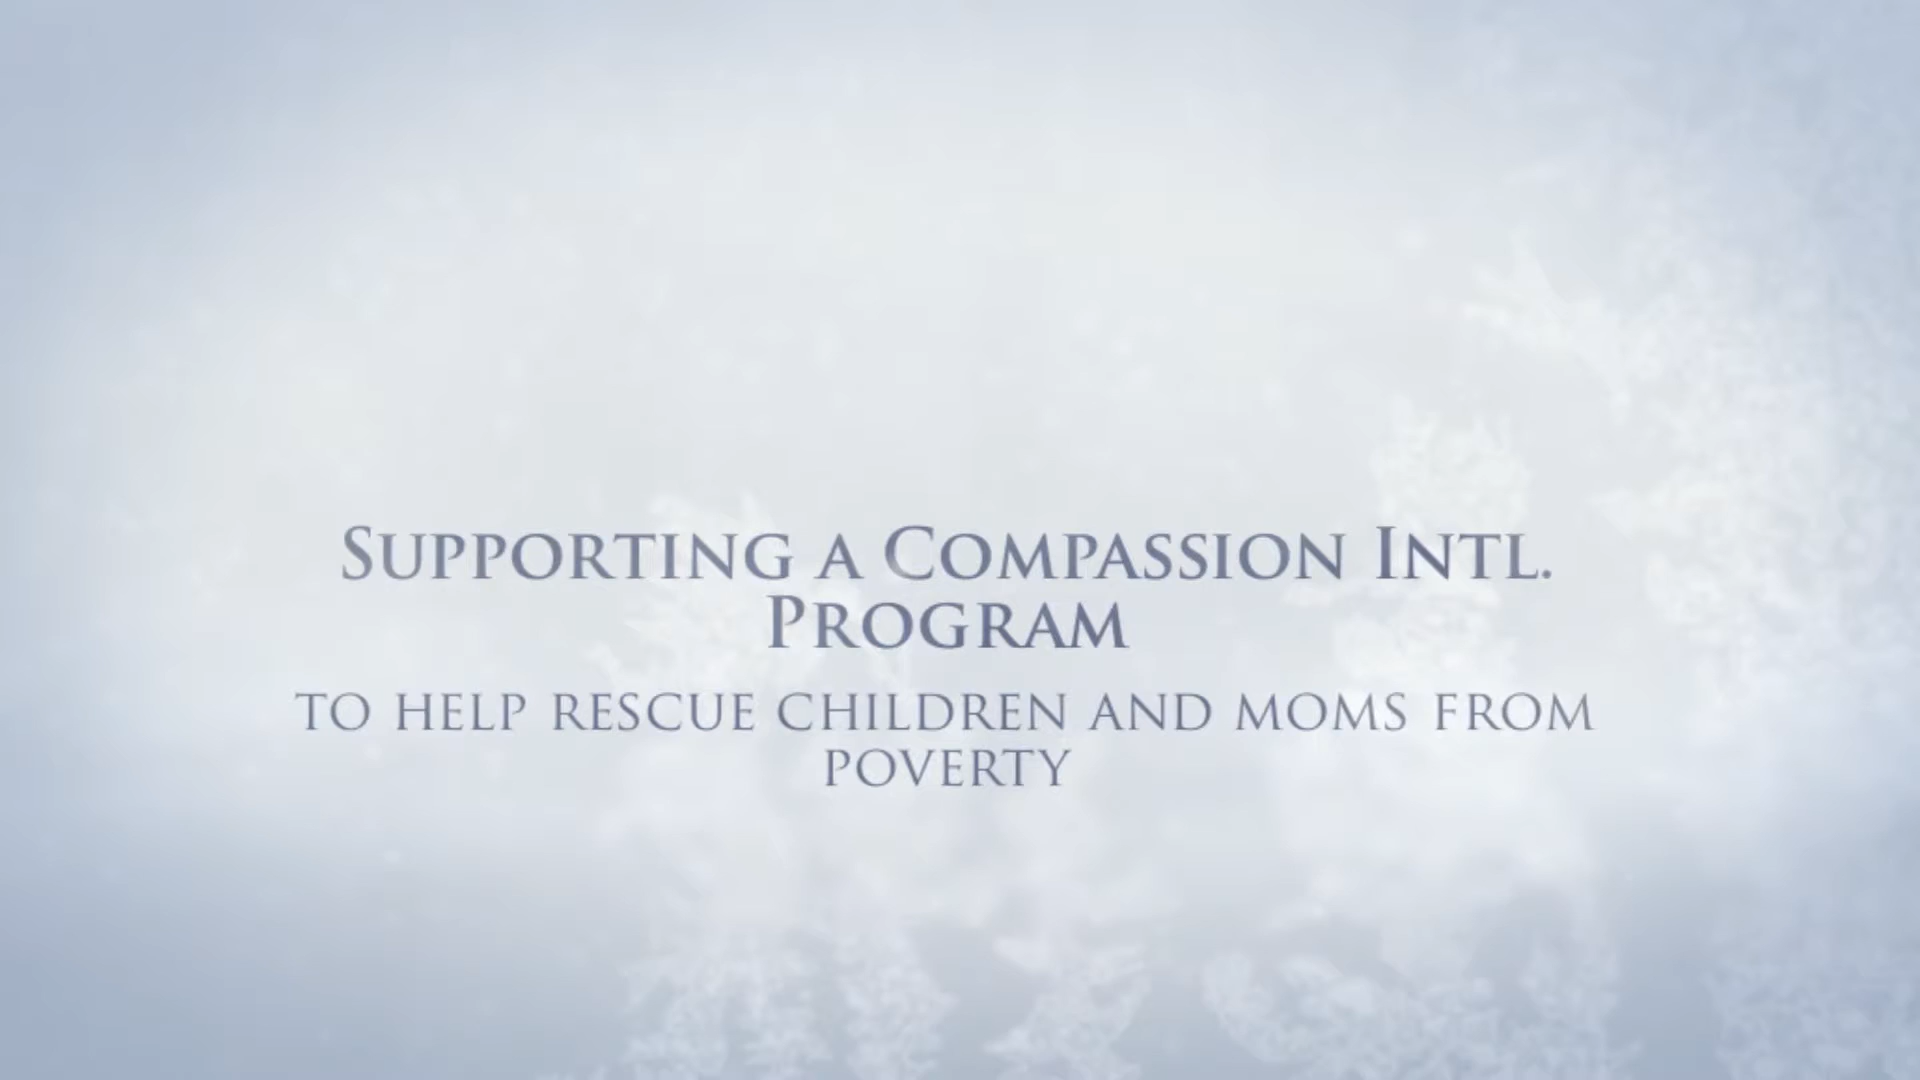 Supporting a Compassion Intl.
Program
to help rescue children and moms from
poverty